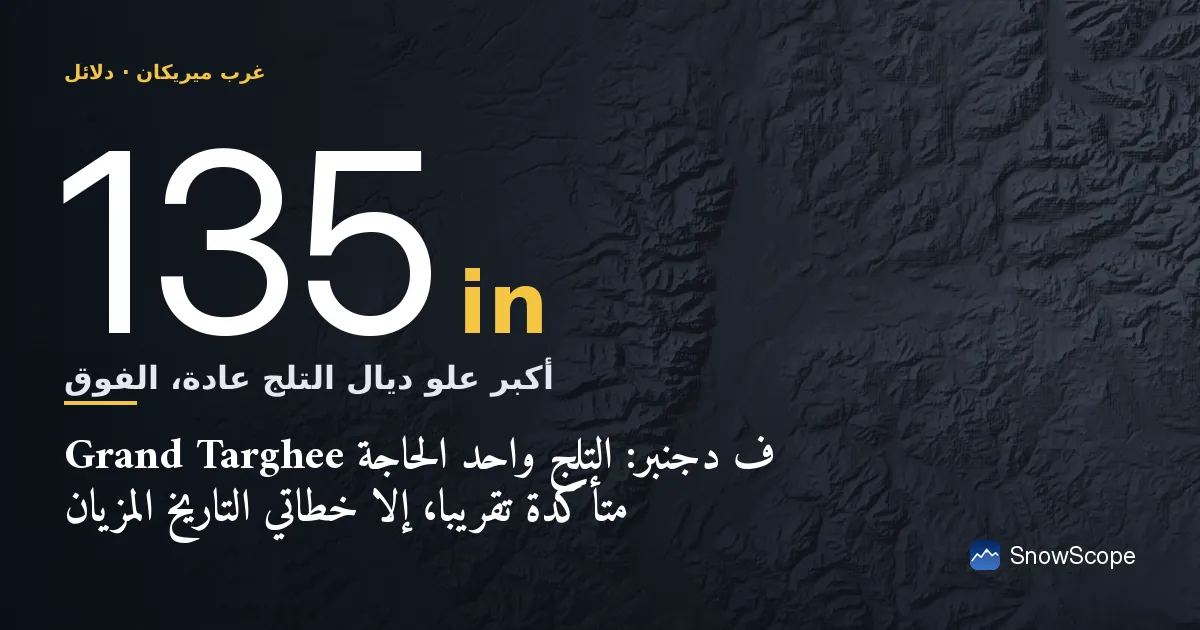 غرب ميريكان · دلائل
135 in
أكبر علو ديال التلج عادة، الفوق
Grand Targhee ف دجنبر: التلج واحد الحاجة
متأكدة تقريبا، إلا خطاتي التاريخ المزيان
SnowScope